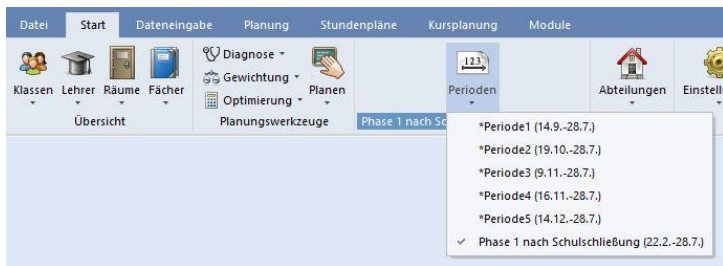 Datei Start Dateneingabe Planung Stundenpläne Kursplanung Module
Diagnose
Gewichtung
Optimierung
Klassen Lehrer Räume Fächer Planen Perioden Abteilungen
123
Übersicht Planungswerkzeuge Phase 1 nach
*Periode1 (14.9.-28.7.)
*Periode2 (19.10.-28.7.)
*Periode3 (9.11.-28.7.)
*Periode4 (16.11.-28.7.)
*Periode5 (14.12.-28.7.)
Phase 1 nach Schulschließung (22.2.-28.7.)